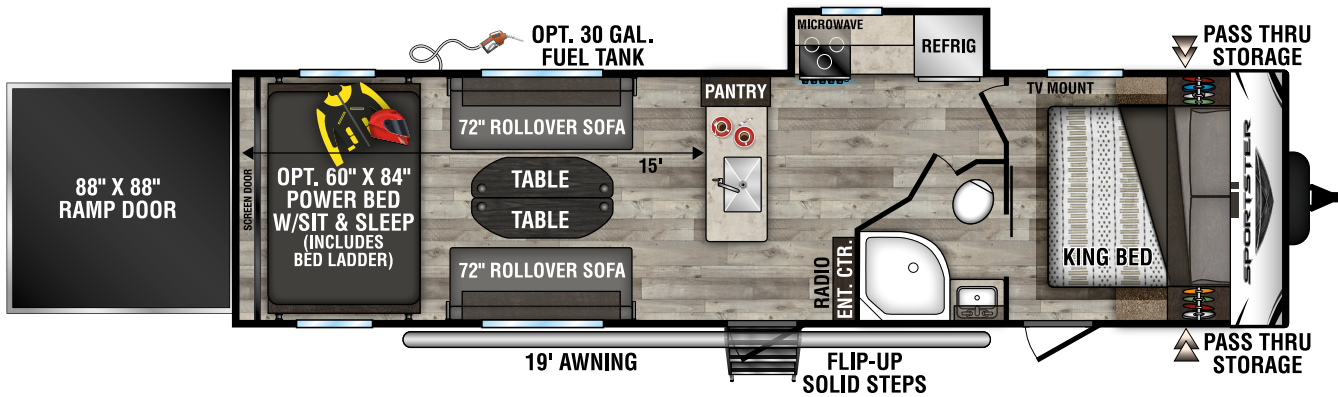 OPT. 30 GAL.
FUEL TANK
MICROWAVE
REFRIG
PASS THRU
STORAGE
TV MOUNT
PANTRY
72" ROLLOVER SOFA
15'
88" X 88"
RAMP DOOR
SCREEN DOOR
OPT. 60" X 84"
POWER BED
W/SIT & SLEEP
(INCLUDES
BED LADDER)
TABLE
TABLE
72" ROLLOVER SOFA
RADIO
ENT. CTR.
KING BED
SPORTSTER
19' AWNING
FLIP-UP
SOLID STEPS
PASS THRU
STORAGE